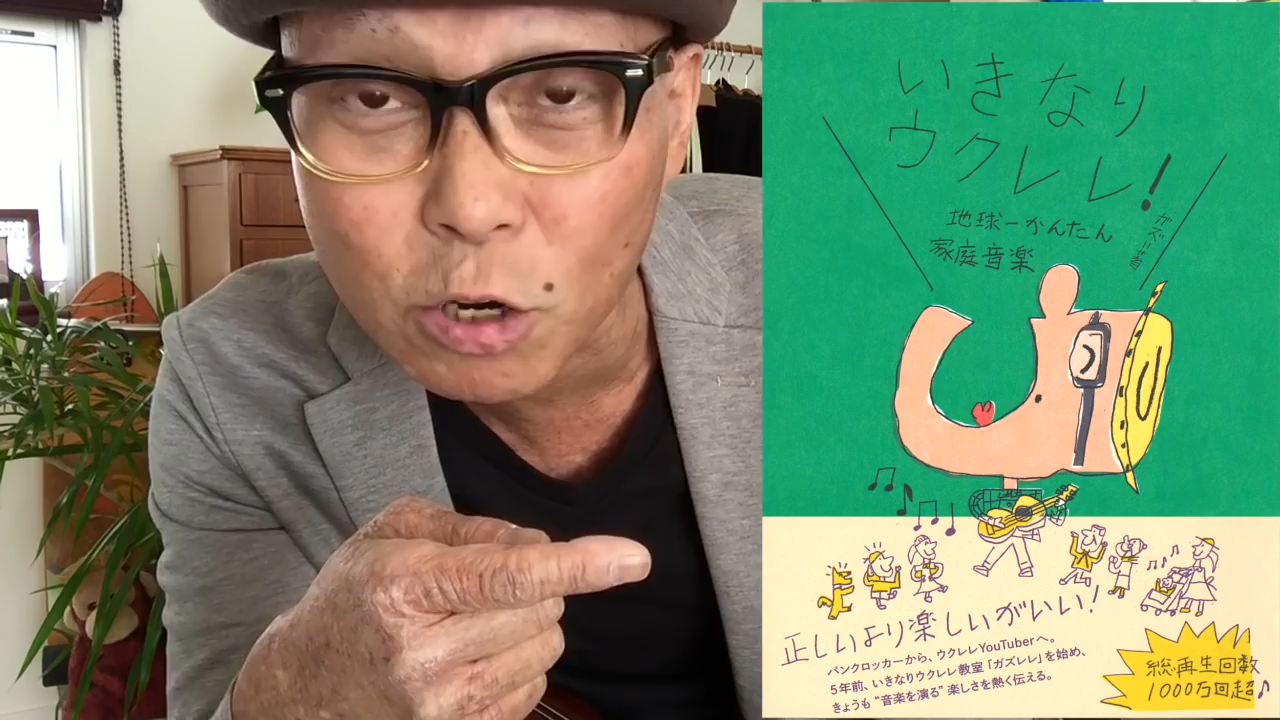 いきなり
ウクレレ!
地球一かんたん
家庭音楽
ガズ/著
正しいより楽しいがいい!
パンクロッカーから、ウクレレYouTuberへ。
5年前、いきなりウクレレ教室「ガズレレ」を始め、
きょうも“音楽を演る”楽しさを熱く伝える。
総再生回数
1000万回超♪